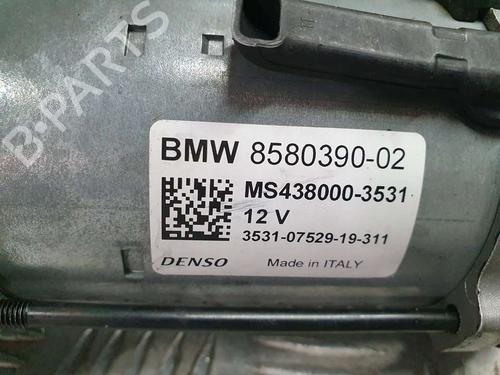 B-PARTS
BMW 8580390-02
MS438000-3531
12 V
3531-07529-19-311
DENSO Made in ITALY